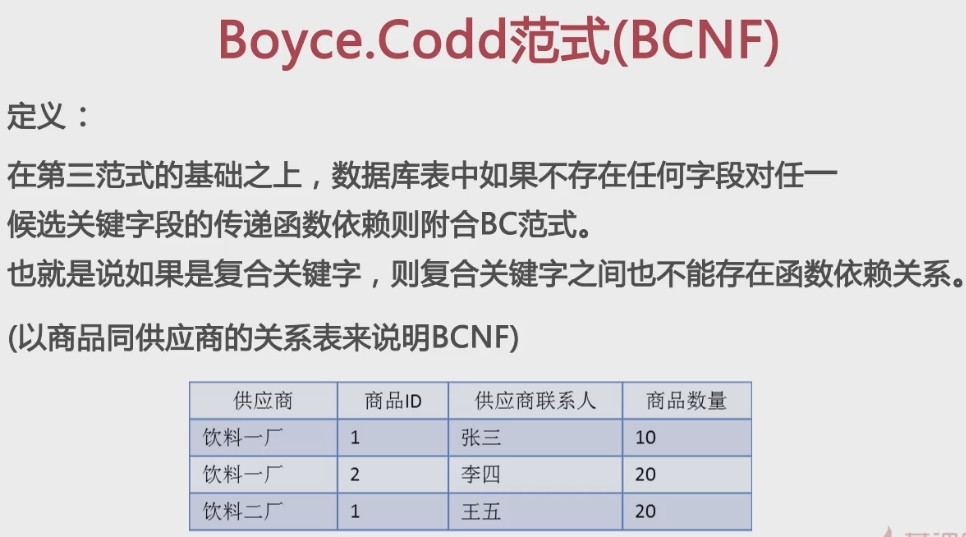 Boyce.Codd范式(BCNF)
定义：
在第三范式的基础之上，数据库表中如果不存在任何字段对任一
候选关键字段的传递函数依赖则附合BC范式。
也就是说如果是复合关键字，则复合关键字之间也不能存在函数依赖关系。
(以商品同供应商的关系表来说明BCNF)
供应商 商品ID 供应商联系人 商品数量
饮料一厂 1 张三 10
饮料一厂 2 李四 20
饮料二厂 1 王五 20